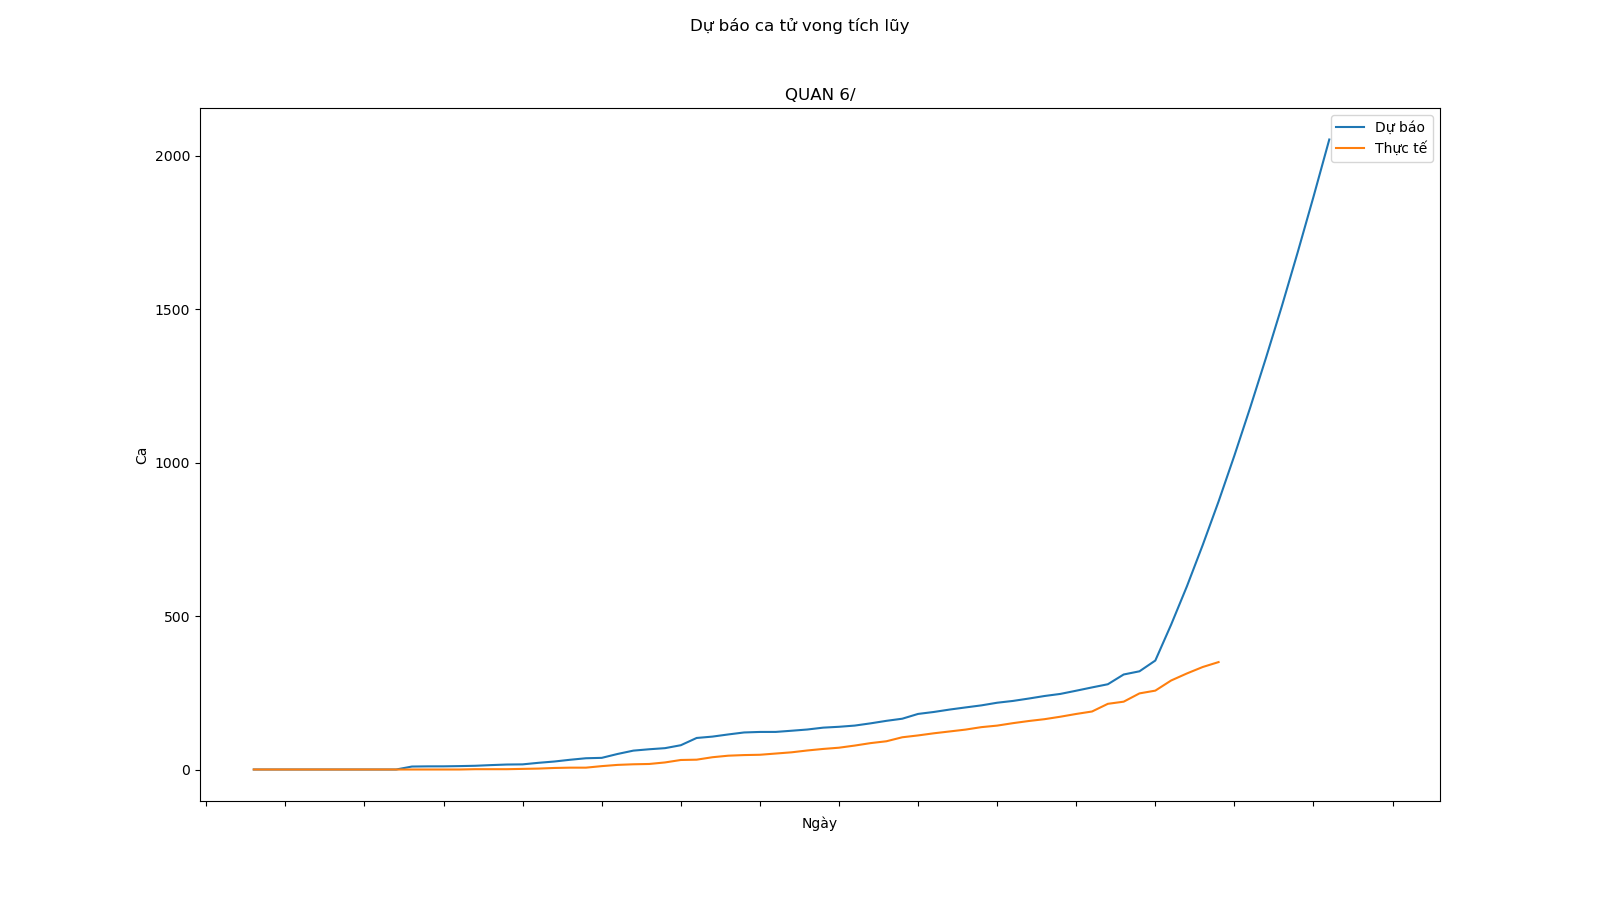 Dự báo ca tử vong tích lũy
QUAN 6/
Dự báo
Thực tế
2000
1500
1000
500
0
Ca
Ngày